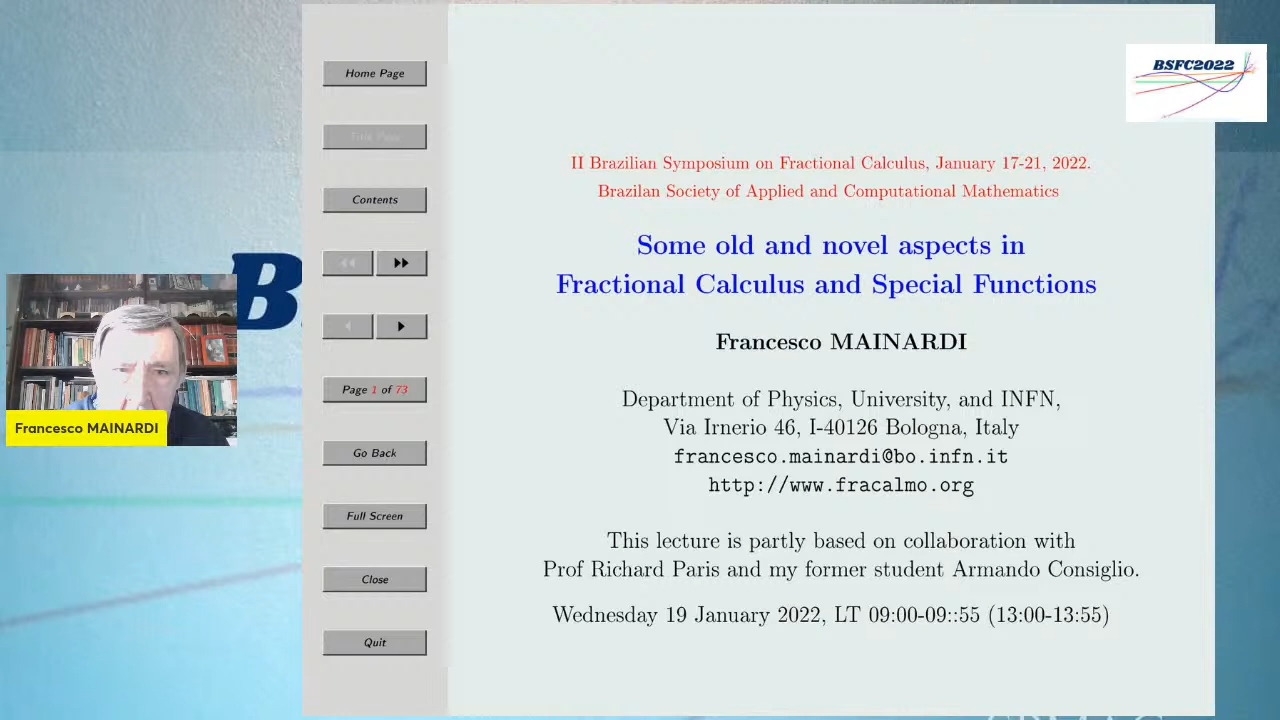 Home Page
Title Page
Contents
Page 1 of 73
Go Back
Full Screen
Close
Quit
BSFC2022
II Brazilian Symposium on Fractional Calculus, January 17-21, 2022.
Brazilan Society of Applied and Computational Mathematics
Some old and novel aspects in
Fractional Calculus and Special Functions
Francesco MAINARDI
Department of Physics, University, and INFN,
Via Irnerio 46, I-40126 Bologna, Italy
francesco.mainardi@bo.infn.it
http://www.fracalmo.org
This lecture is partly based on collaboration with
Prof Richard Paris and my former student Armando Consiglio.
Wednesday 19 January 2022, LT 09:00-09::55 (13:00-13:55)
Francesco MAINARDI